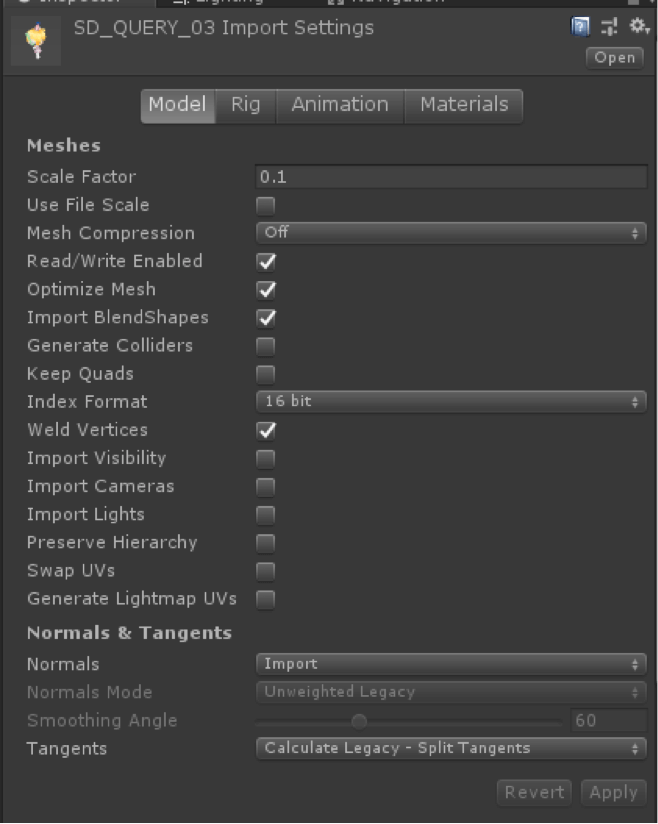 Inspector Lighting Navigation
SD_QUERY_03 Import Settings
Open
Model Rig Animation Materials
Meshes
Scale Factor 0.1
Use File Scale
Mesh Compression Off
Read/Write Enabled
Optimize Mesh
Import BlendShapes
Generate Colliders
Keep Quads
Index Format 16 bit
Weld Vertices
Import Visibility
Import Cameras
Import Lights
Preserve Hierarchy
Swap UVs
Generate Lightmap UVs
Normals & Tangents
Normals Import
Normals Mode Unweighted Legacy
Smoothing Angle 60
Tangents Calculate Legacy - Split Tangents
Revert Apply